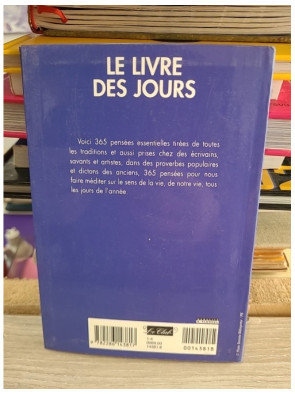 LE LIVRE
DES JOURS
Voici 365 pensées essentielles tirées de toutes
les traditions et aussi prises chez des écrivains,
savants et artistes, dans des proverbes populaires
et dictons des anciens, 365 pensées pour nous
faire méditer sur le sens de la vie, de notre vie, tous
les jours de l'année.
Le Club